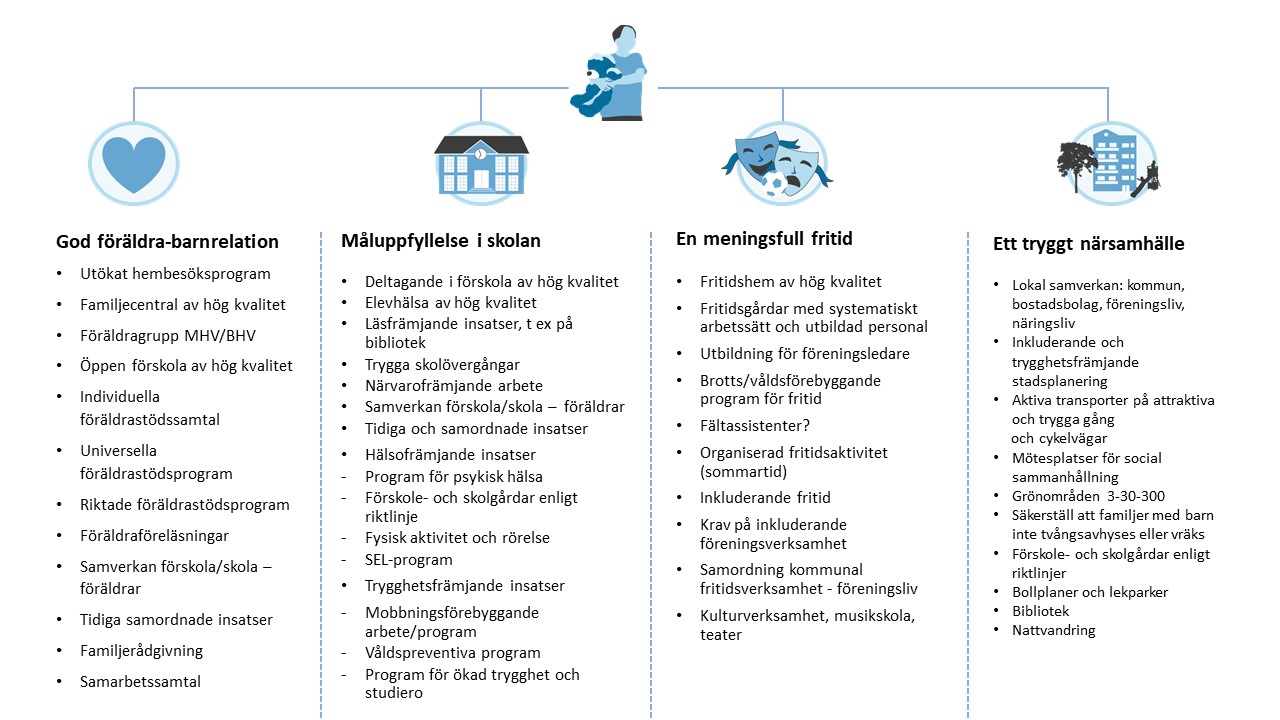 God föräldra-barnrelation
• Utökat hembesöksprogram
• Familjecentral av hög kvalitet
• Föräldragrupp MHV/BHV
• Öppen förskola av hög kvalitet
• Individuella
föräldrastödssamtal
• Universella
föräldrastödsprogram
• Riktade föräldrastödsprogram
• Föräldraföreläsningar
• Samverkan förskola/skola –
föräldrar
• Tidiga samordnade insatser
• Familjerådgivning
• Samarbetssamtal
Måluppfyllelse i skolan
• Deltagande i förskola av hög kvalitet
• Elevhälsa av hög kvalitet
• Läsfrämjande insatser, t ex på
bibliotek
• Trygga skolövergångar
• Närvarofrämjande arbete
• Samverkan förskola/skola – föräldrar
• Tidiga och samordnade insatser
• Hälsofrämjande insatser
- Program för psykisk hälsa
- Förskole- och skolgårdar enligt
riktlinje
- Fysisk aktivitet och rörelse
- SEL-program
• Trygghetsfrämjande insatser
- Mobbningsförebyggande
arbete/program
- Våldspreventiva program
- Program för ökad trygghet och
studiero
En meningsfull fritid
• Fritidshem av hög kvalitet
• Fritidsgårdar med systematiskt
arbetssätt och utbildad personal
• Utbildning för föreningsledare
• Brotts/våldsförebyggande
program för fritid
• Fältassistenter?
• Organiserad fritidsaktivitet
(sommartid)
• Inkluderande fritid
• Krav på inkluderande
föreningsverksamhet
• Samordning kommunal
fritidsverksamhet - föreningsliv
• Kulturverksamhet, musikskola,
teater
Ett tryggt närsamhälle
• Lokal samverkan: kommun,
bostadsbolag, föreningsliv,
näringsliv
• Inkluderande och
trygghetsfrämjande
stadsplanering
• Aktiva transporter på attraktiva
och trygga gång
och cykelvägar
• Mötesplatser för social
sammanhållning
• Grönområden 3-30-300
• Säkerställ att familjer med barn
inte tvångsavhyses eller vräks
• Förskole- och skolgårdar enligt
riktlinjer
• Bollplaner och lekparker
• Bibliotek
• Nattvandring